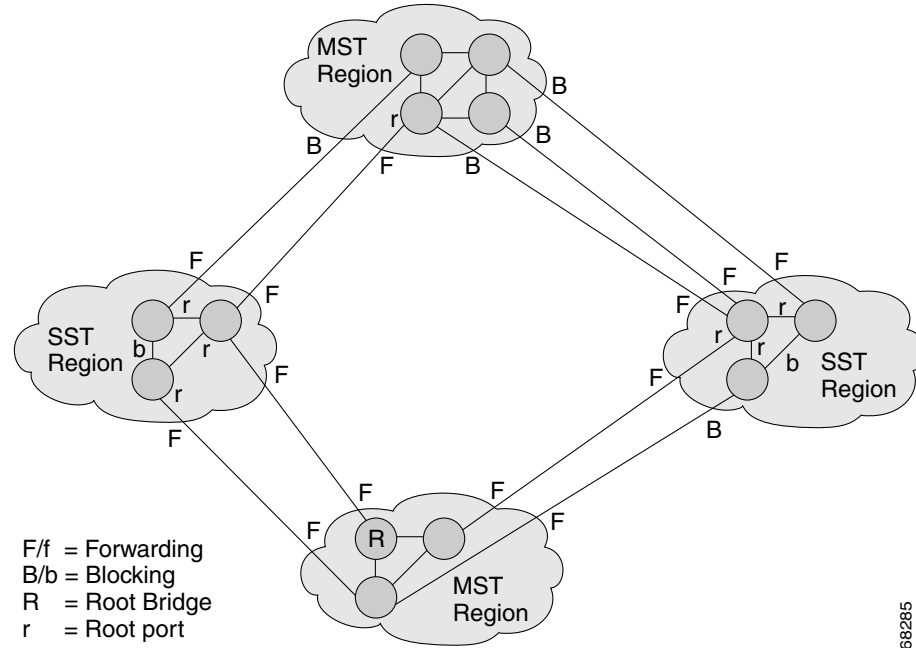 MST
Region
B
r
B
B
F
B
F
F
r
F
F
F
r
SST
Region
b
r
r
F
F
F
r
r
b
SST
Region
F
B
F
F
F
F
R
MST
Region
F/f = Forwarding
B/b = Blocking
R = Root Bridge
r = Root port
68285